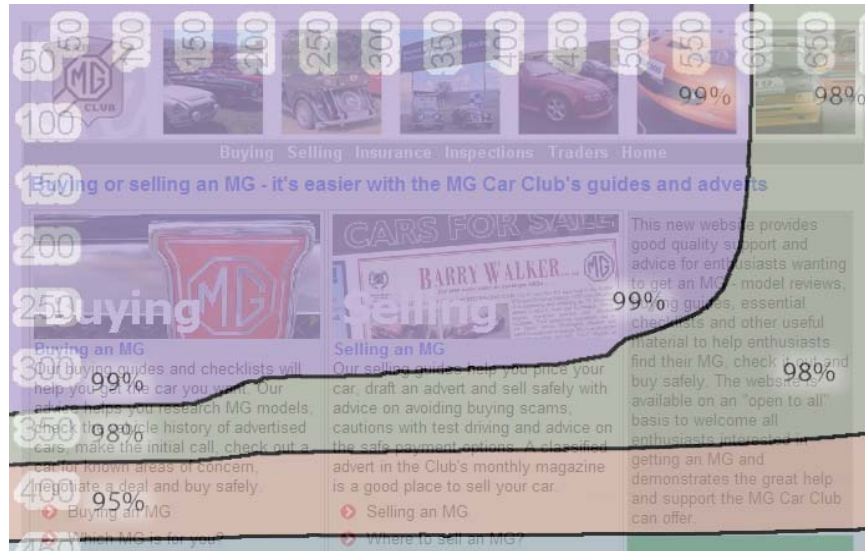 50 100 150 200 250 300 350 400 450 500 550 600 650
50
MG
CLUB
99%
98%
100
Buying Selling Insurance Inspections Traders Home
150
Buying or selling an MG - it's easier with the MG Car Club's guides and adverts
200
CARS FOR SALE
BARRY WALKER
MG
MG
250
Buying
Selling
99%
This new website provides
good quality support and
advice for enthusiasts wanting
to get an MG - model reviews,
buying guides, essential
checklists and other useful
material to help enthusiasts
find their MG, check it out and
buy safely. The website is
available on an "open to all"
basis to welcome all
enthusiasts interested in
getting an MG and
demonstrates the great help
and support the MG Car Club
can offer.
98%
Buying an MG
300
Our buying guides and checklists will
help you get the car you want. Our
advice helps you research MG models,
check the vehicle history of advertised
cars, make the initial call, check out a
car for known areas of concern,
negotiate a deal and buy safely.
99%
350
98%
400
95%
Buying an MG
Which MG is for you?
Selling an MG
Our selling guides help you price your
car, draft an advert and sell safely with
advice on avoiding buying scams,
cautions with test driving and advice on
the safe payment options. A classified
advert in the Club's monthly magazine
is a good place to sell your car.
Selling an MG
Where to sell an MG?